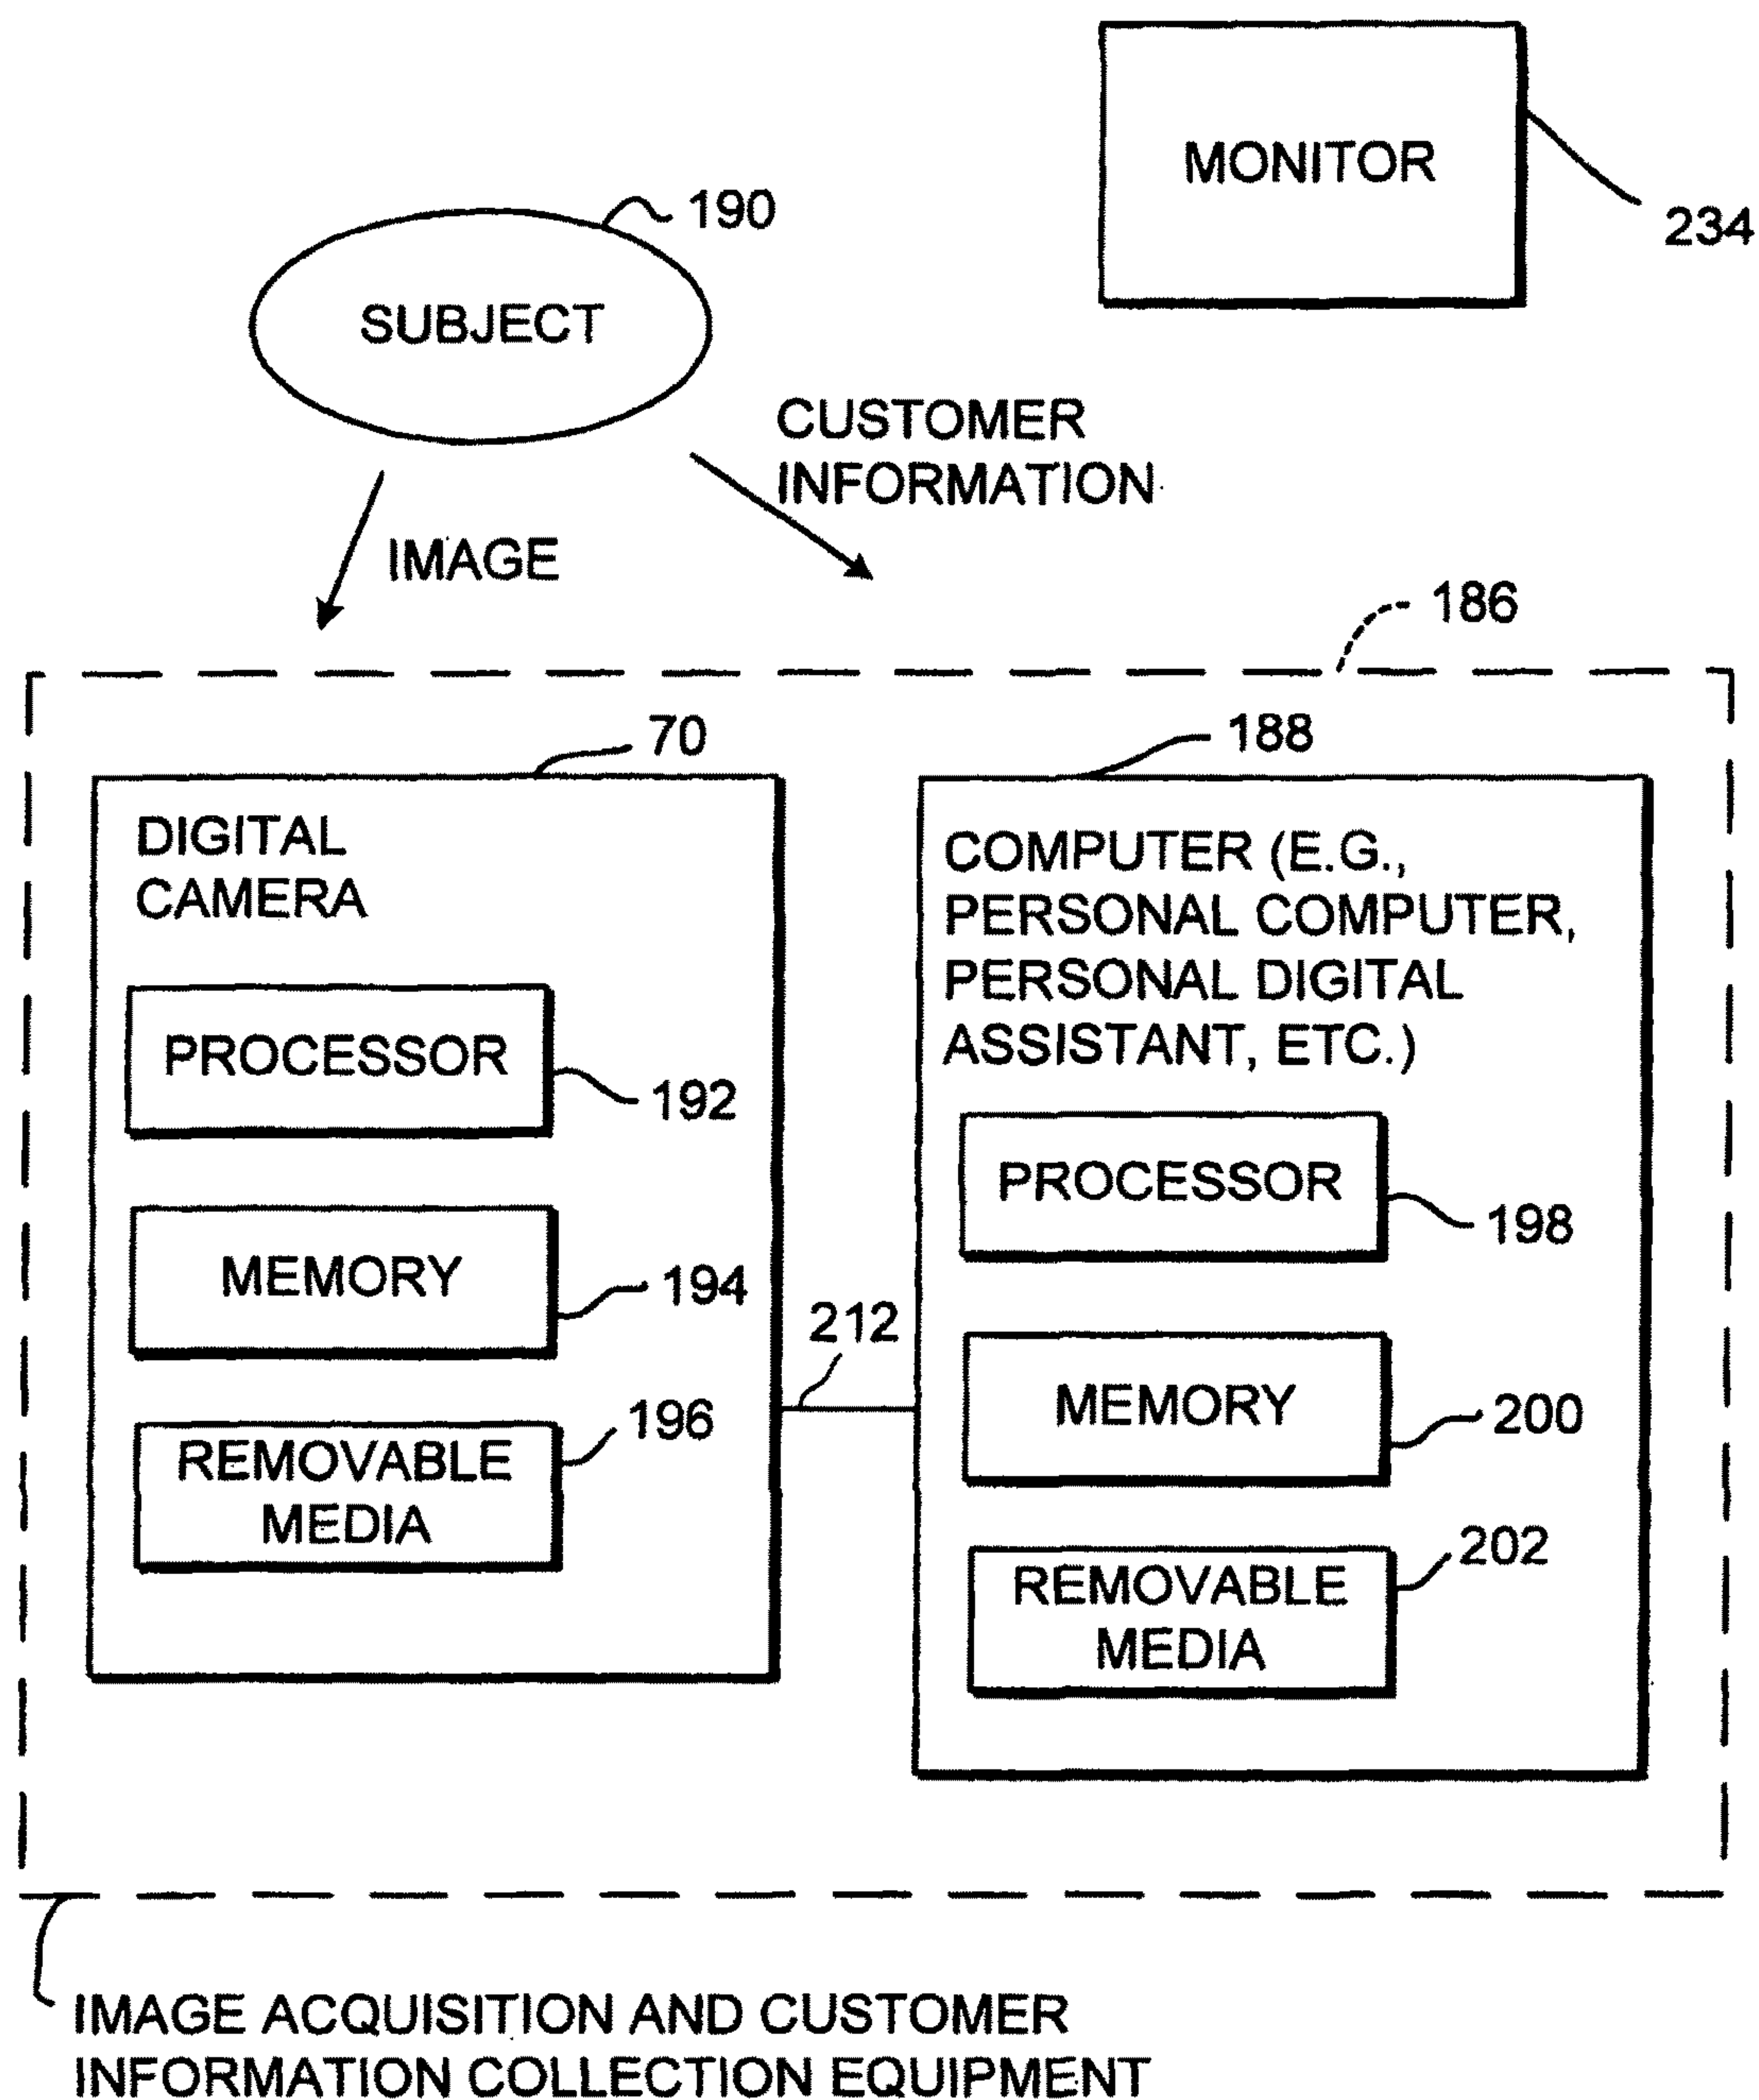 MONITOR
234
190
SUBJECT
CUSTOMER
INFORMATION
IMAGE
186
70
188
DIGITAL
CAMERA
PROCESSOR
192
MEMORY
194
REMOVABLE
MEDIA
196
212
COMPUTER (E.G.,
PERSONAL COMPUTER,
PERSONAL DIGITAL
ASSISTANT, ETC.)
PROCESSOR
198
MEMORY
200
REMOVABLE
MEDIA
202
IMAGE ACQUISITION AND CUSTOMER
INFORMATION COLLECTION EQUIPMENT